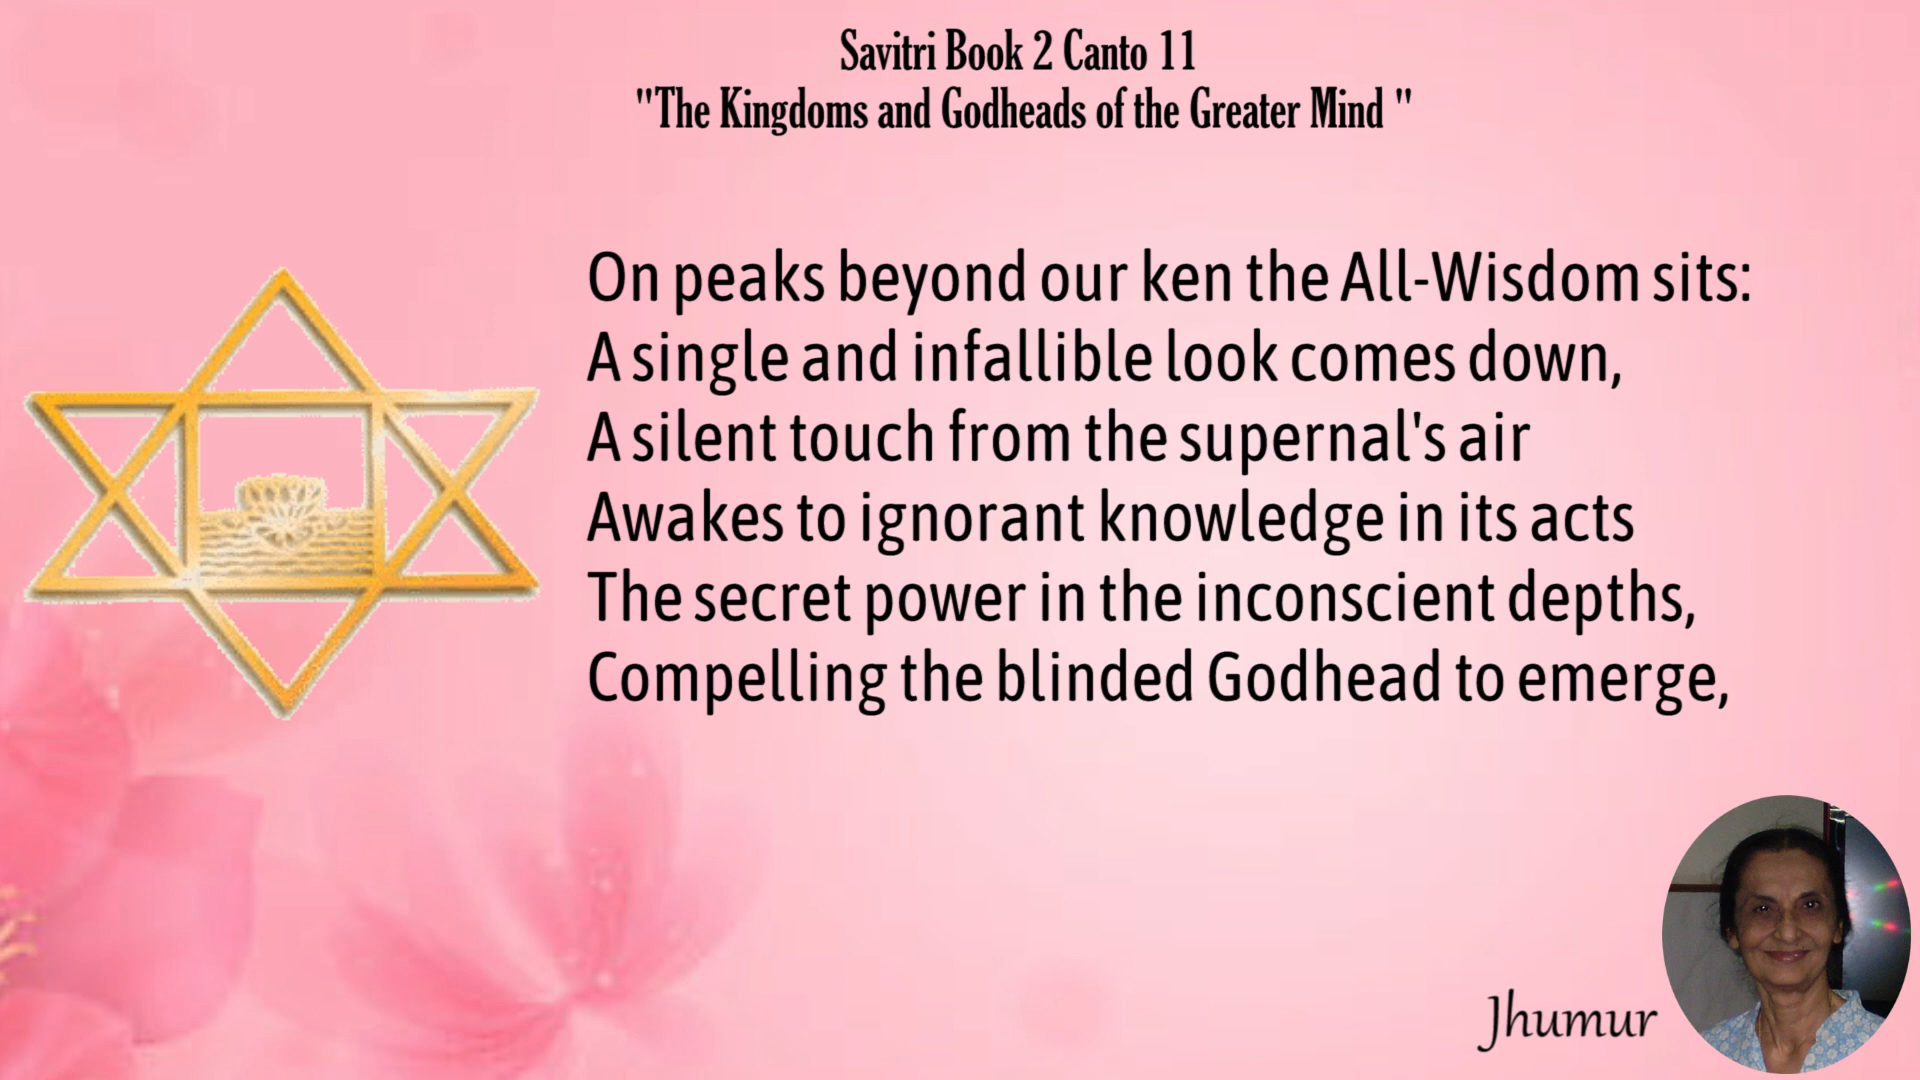 Savitri Book 2 Canto 11
"The Kingdoms and Godheads of the Greater Mind "
On peaks beyond our ken the All-Wisdom sits:
A single and infallible look comes down,
A silent touch from the supernal's air
Awakes to ignorant knowledge in its acts
The secret power in the inconscient depths,
Compelling the blinded Godhead to emerge,
Jhumur